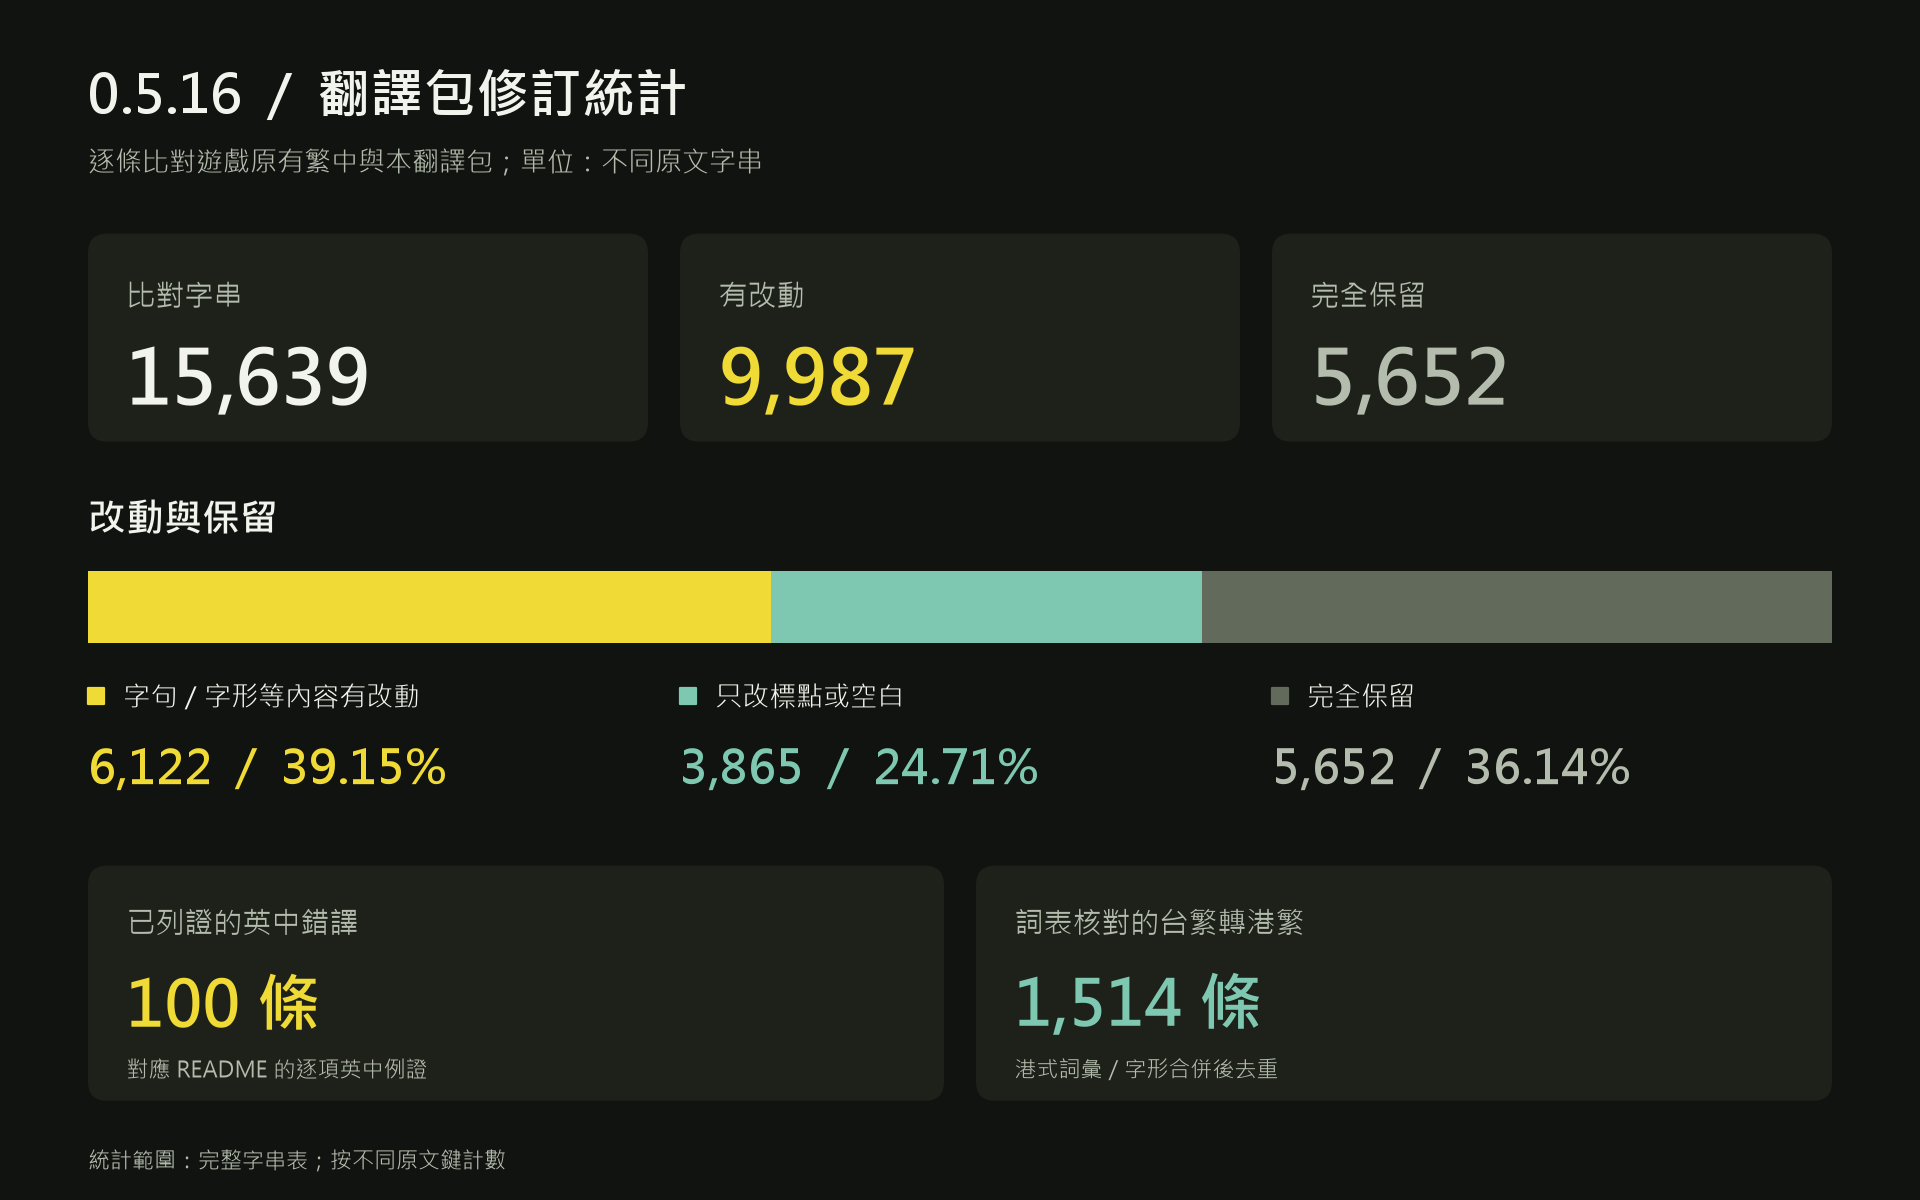 0.5.16 / 翻譯包修訂統計
逐條比對遊戲原有繁中與本翻譯包；單位：不同原文字串
比對字串
15,639
有改動
9,987
完全保留
5,652
改動與保留
字句 / 字形等內容有改動
6,122 / 39.15%
只改標點或空白
3,865 / 24.71%
完全保留
5,652 / 36.14%
已列證的英中錯譯
100 條
對應 README 的逐項英中例證
詞表核對的台繁轉港繁
1,514 條
港式詞彙 / 字形合併後去重
統計範圍：完整字串表；按不同原文鍵計數